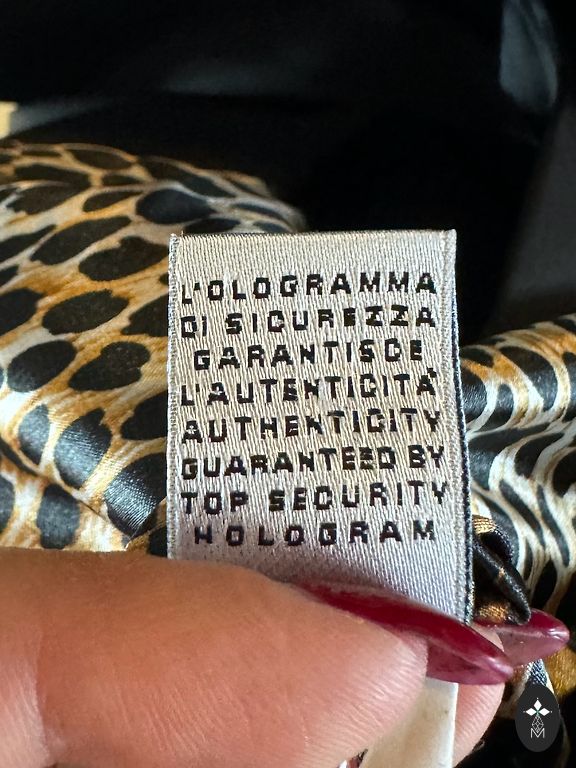 L'OLOGRAMMA
DI SICUREZZA
GARANTISCE
L'AUTENTICITÀ
AUTHENTICITY
GUARANTEED BY
TOP SECURITY
HOLOGRAM
M